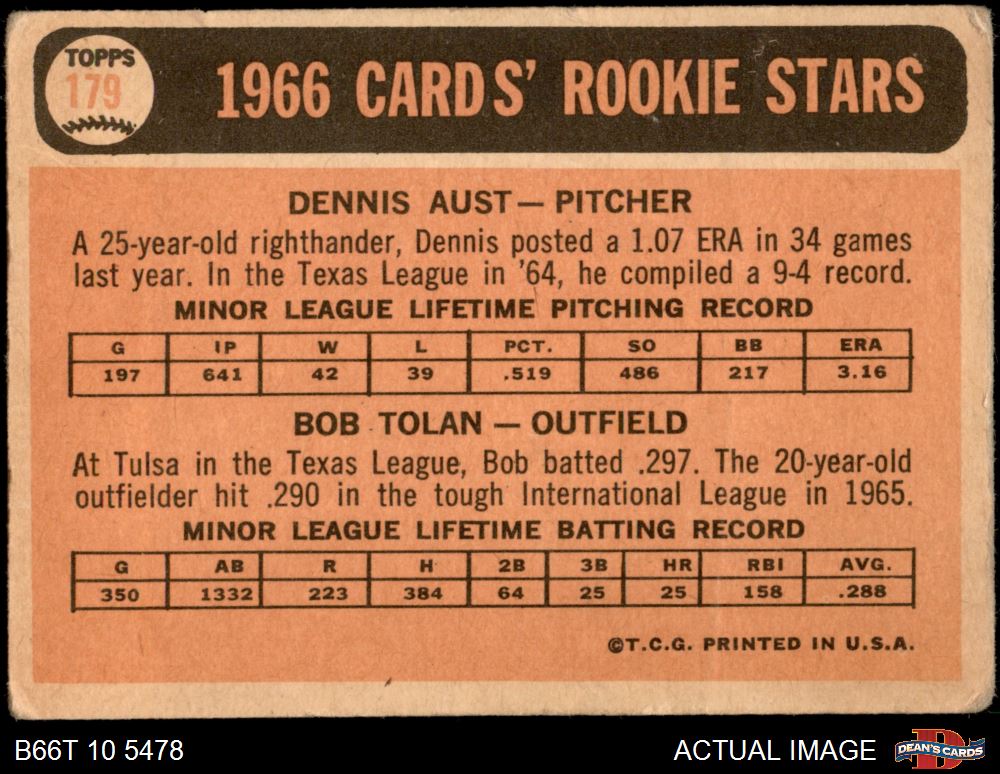 TOPPS
179
1966 CARDS' ROOKIE STARS
DENNIS AUST — PITCHER
A 25-year-old righthander, Dennis posted a 1.07 ERA in 34 games
last year. In the Texas League in '64, he compiled a 9-4 record.
MINOR LEAGUE LIFETIME PITCHING RECORD
G IP W L PCT. SO BB ERA
197 641 42 39 .519 486 217 3.16
BOB TOLAN — OUTFIELD
At Tulsa in the Texas League, Bob batted .297. The 20-year-old
outfielder hit .290 in the tough International League in 1965.
MINOR LEAGUE LIFETIME BATTING RECORD
G AB R H 2B 3B HR RBI AVG.
350 1332 223 384 64 25 25 158 .288
©T.C.G. PRINTED IN U.S.A.
B66T 10 5478
ACTUAL IMAGE
D
DEAN'S CARDS